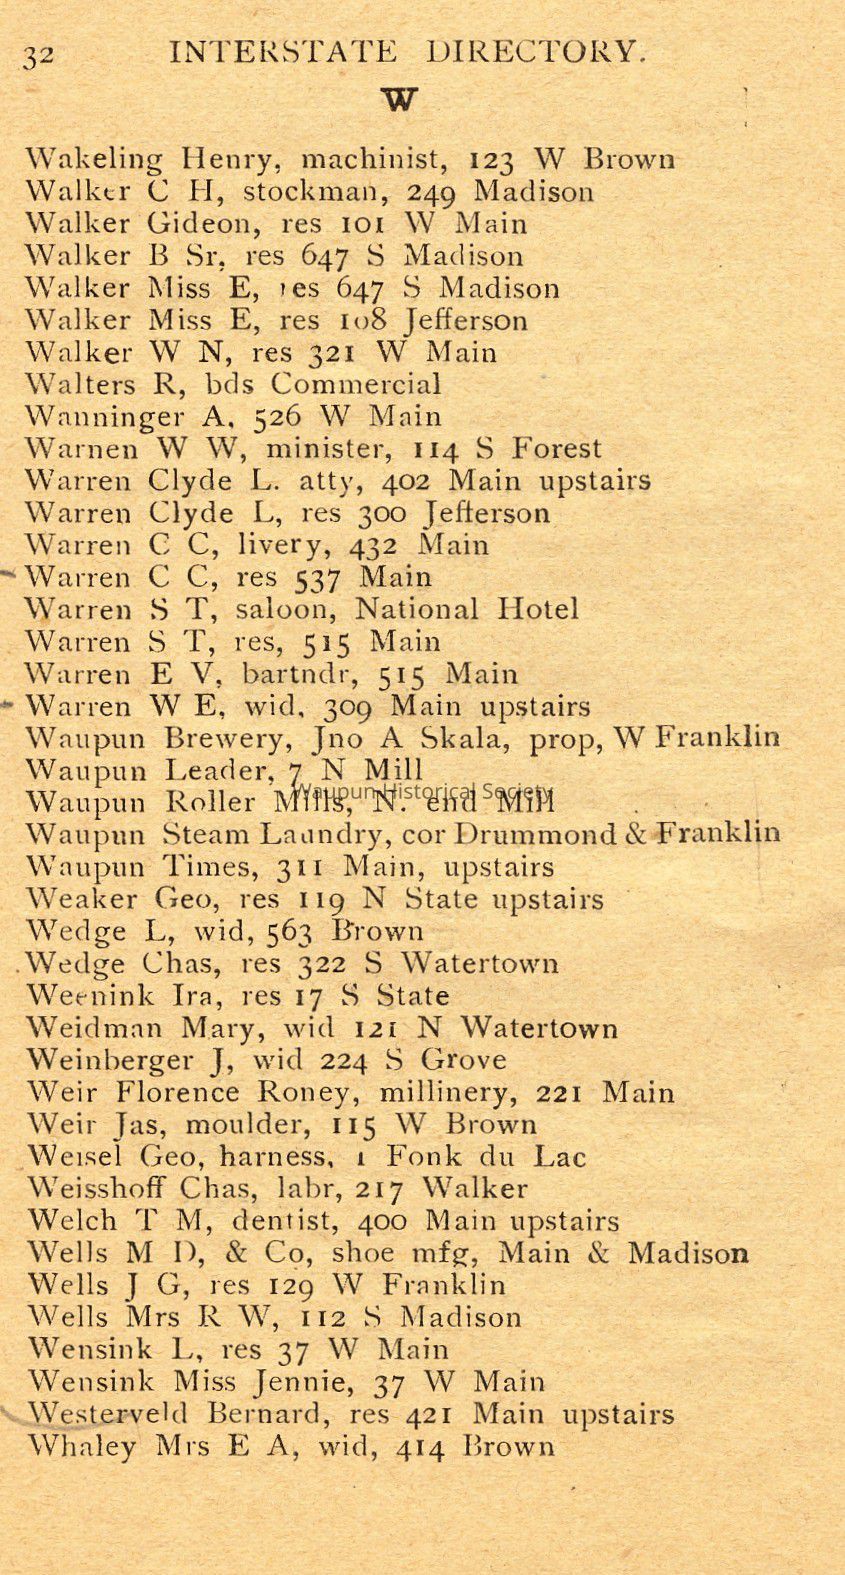 32 INTERSTATE DIRECTORY.
W
Wakeling Henry, machinist, 123 W Brown
Walker C H, stockman, 249 Madison
Walker Gideon, res 101 W Main
Walker B Sr, res 647 S Madison
Walker Miss E, res 647 S Madison
Walker Miss E, res 108 Jefferson
Walker W N, res 321 W Main
Walters R, bds Commercial
Wanninger A, 526 W Main
Warnen W W, minister, 114 S Forest
Warren Clyde L. atty, 402 Main upstairs
Warren Clyde L, res 300 Jefferson
Warren C C, livery, 432 Main
Warren C C, res 537 Main
Warren S T, saloon, National Hotel
Warren S T, res, 515 Main
Warren E V, bartndr, 515 Main
Warren W E, wid, 309 Main upstairs
Waupun Brewery, Jno A Skala, prop, W Franklin
Waupun Leader, 7 N Mill
Waupun Historical Society
Waupun Roller Mills, N. end Mill
Waupun Steam Laundry, cor Drummond & Franklin
Waupun Times, 311 Main, upstairs
Weaker Geo, res 119 N State upstairs
Wedge L, wid, 563 Brown
Wedge Chas, res 322 S Watertown
Weenink Ira, res 17 S State
Weidman Mary, wid 121 N Watertown
Weinberger J, wid 224 S Grove
Weir Florence Roney, millinery, 221 Main
Weir Jas, moulder, 115 W Brown
Weisel Geo, harness, 1 Fonk du Lac
Weisshoff Chas, labr, 217 Walker
Welch T M, dentist, 400 Main upstairs
Wells M D, & Co, shoe mfg, Main & Madison
Wells J G, res 129 W Franklin
Wells Mrs R W, 112 S Madison
Wensink L, res 37 W Main
Wensink Miss Jennie, 37 W Main
Westerveld Bernard, res 421 Main upstairs
Whaley Mrs E A, wid, 414 Brown